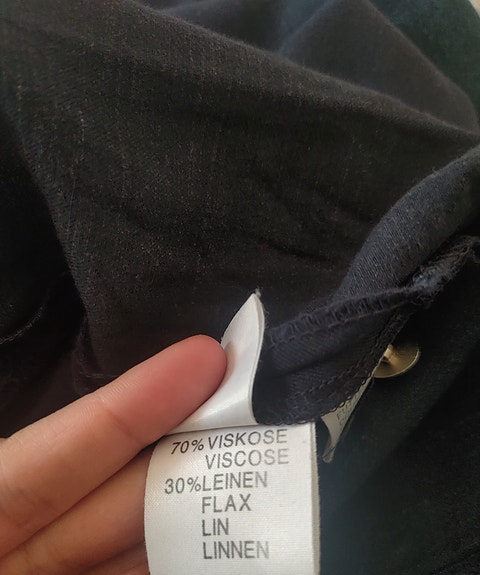 70% VISKOSE
VISCOSE
30% LEINEN
FLAX
LIN
LINNEN